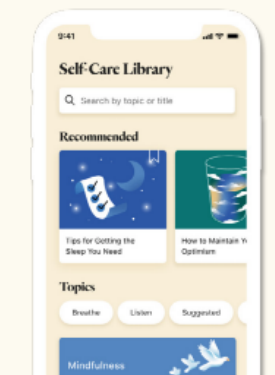 9:41
Self-Care Library
Search by topic or title
Recommended
Tips for Getting the
Sleep You Need
How to Maintain
Optimism
Topics
Breathe
Listen
Suggested
Mindfulness